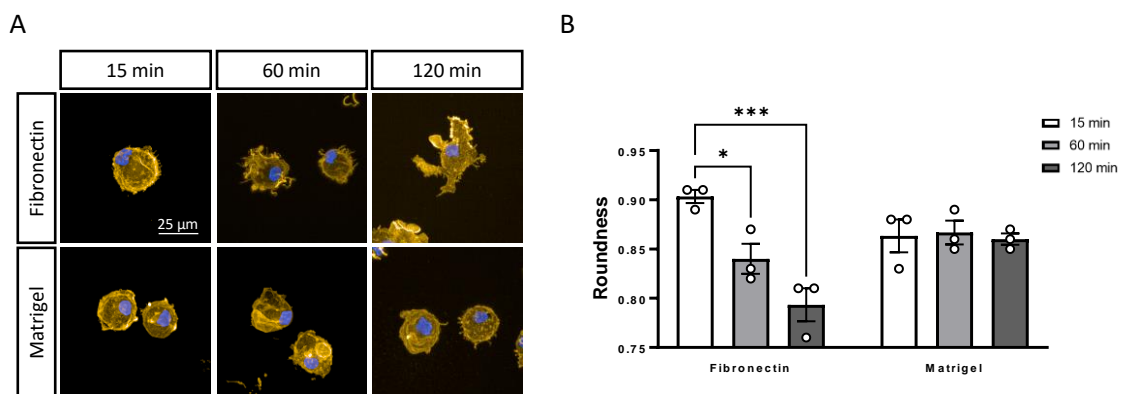 A
B
15 min
60 min
120 min
Fibronectin
25 µm
Matrigel
***
*
15 min
60 min
120 min
Roundness
0.95
0.90
0.85
0.80
0.75
Fibronectin
Matrigel